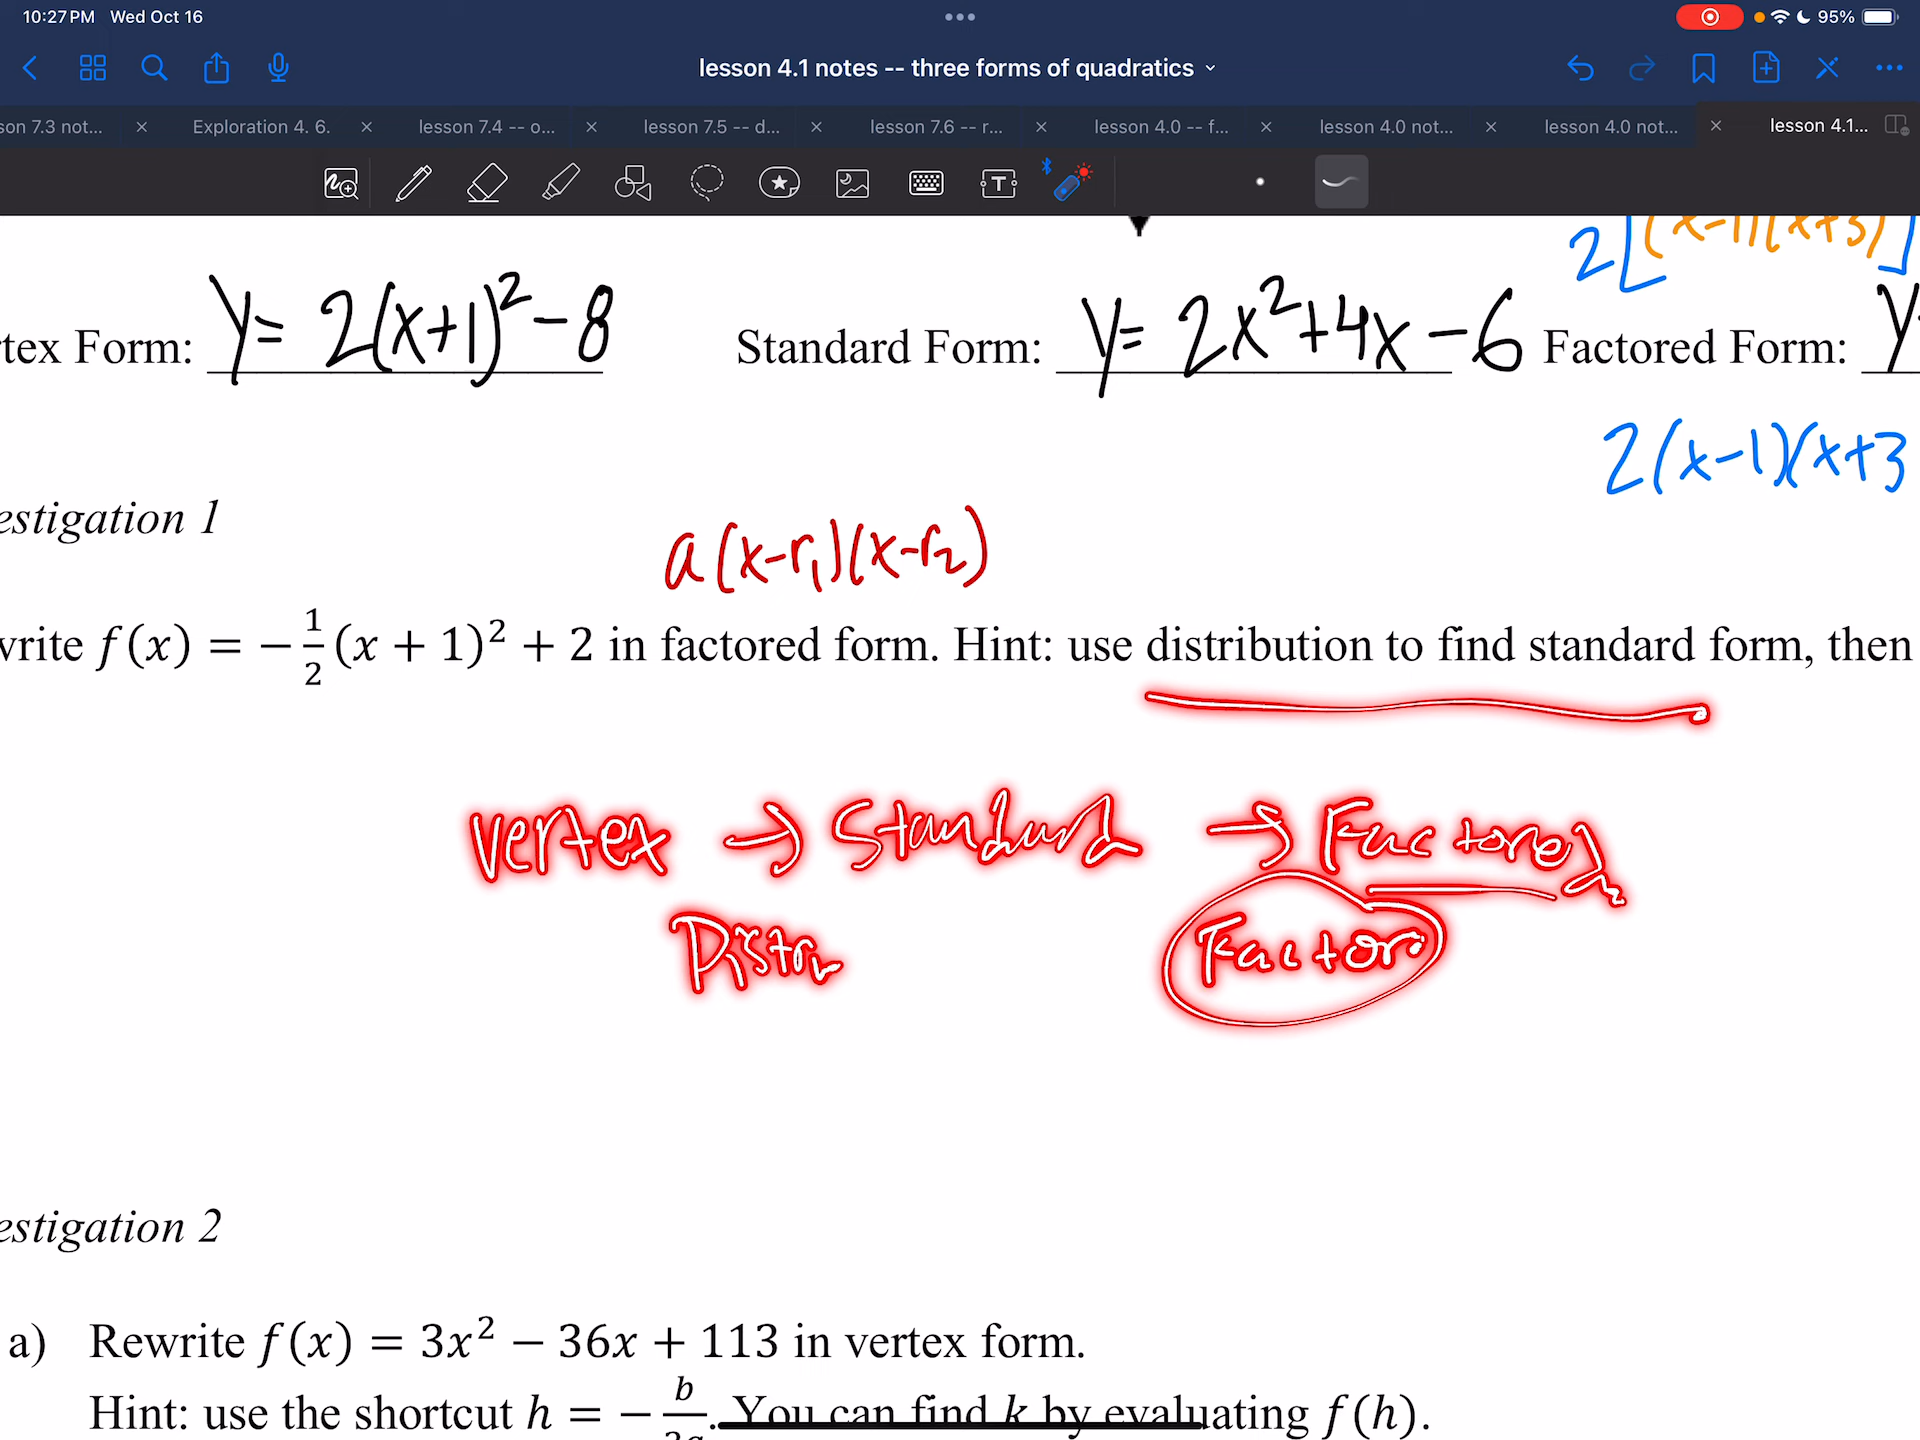 10:27 PM Wed Oct 16 95%
lesson 4.1 notes -- three forms of quadratics
son 7.3 not... Exploration 4. 6. lesson 7.4 -- o... lesson 7.5 -- d... lesson 7.6 -- r... lesson 4.0 -- f... lesson 4.0 not... lesson 4.0 not... lesson 4.1...
2[(x-1)(x+3)]
tex Form: y= 2(x+1)²-8 Standard Form: y= 2x²+4x-6 Factored Form: y
2(x-1)(x+3
estigation 1
a(x-r₁)(x-r₂)
write f(x) = −1/2(x + 1)² + 2 in factored form. Hint: use distribution to find standard form, then
vertex → Standard → Factored
Distr
Factor
estigation 2
a) Rewrite f(x) = 3x² − 36x + 113 in vertex form.
Hint: use the shortcut h = −b/2a. You can find k by evaluating f(h).